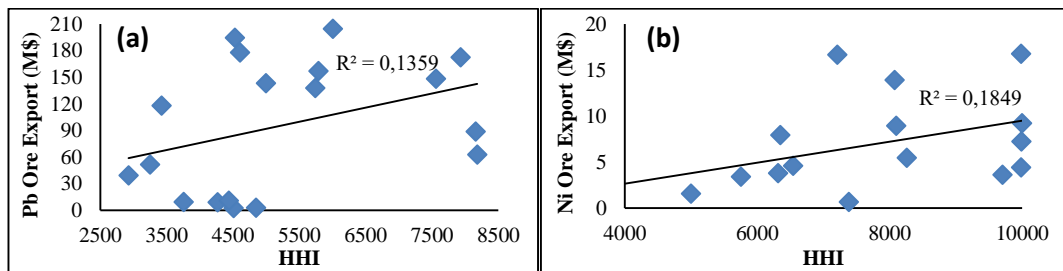 (a)
Pb Ore Export (M$)
210
180
150
120
90
60
30
0
R² = 0,1359
2500 3500 4500 5500 6500 7500 8500
HHI
(b)
Ni Ore Export (M$)
20
15
10
5
0
R² = 0,1849
4000 6000 8000 10000
HHI